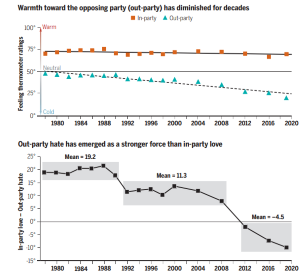 Warmth toward the opposing party (out-party) has diminished for decades
In-party Out-party
Feeling thermometer ratings
100°
Warm
75°
50°
Neutral
25°
0°
Cold
1980 1984 1988 1992 1996 2000 2004 2008 2012 2016 2020
Out-party hate has emerged as a stronger force than in-party love
In-party love – Out-party hate
25°
20°
15°
10°
5°
0°
–5°
–10°
–15°
Mean = 19.2
Mean = 11.3
Mean = –4.5
1980 1984 1988 1992 1996 2000 2004 2008 2012 2016 2020